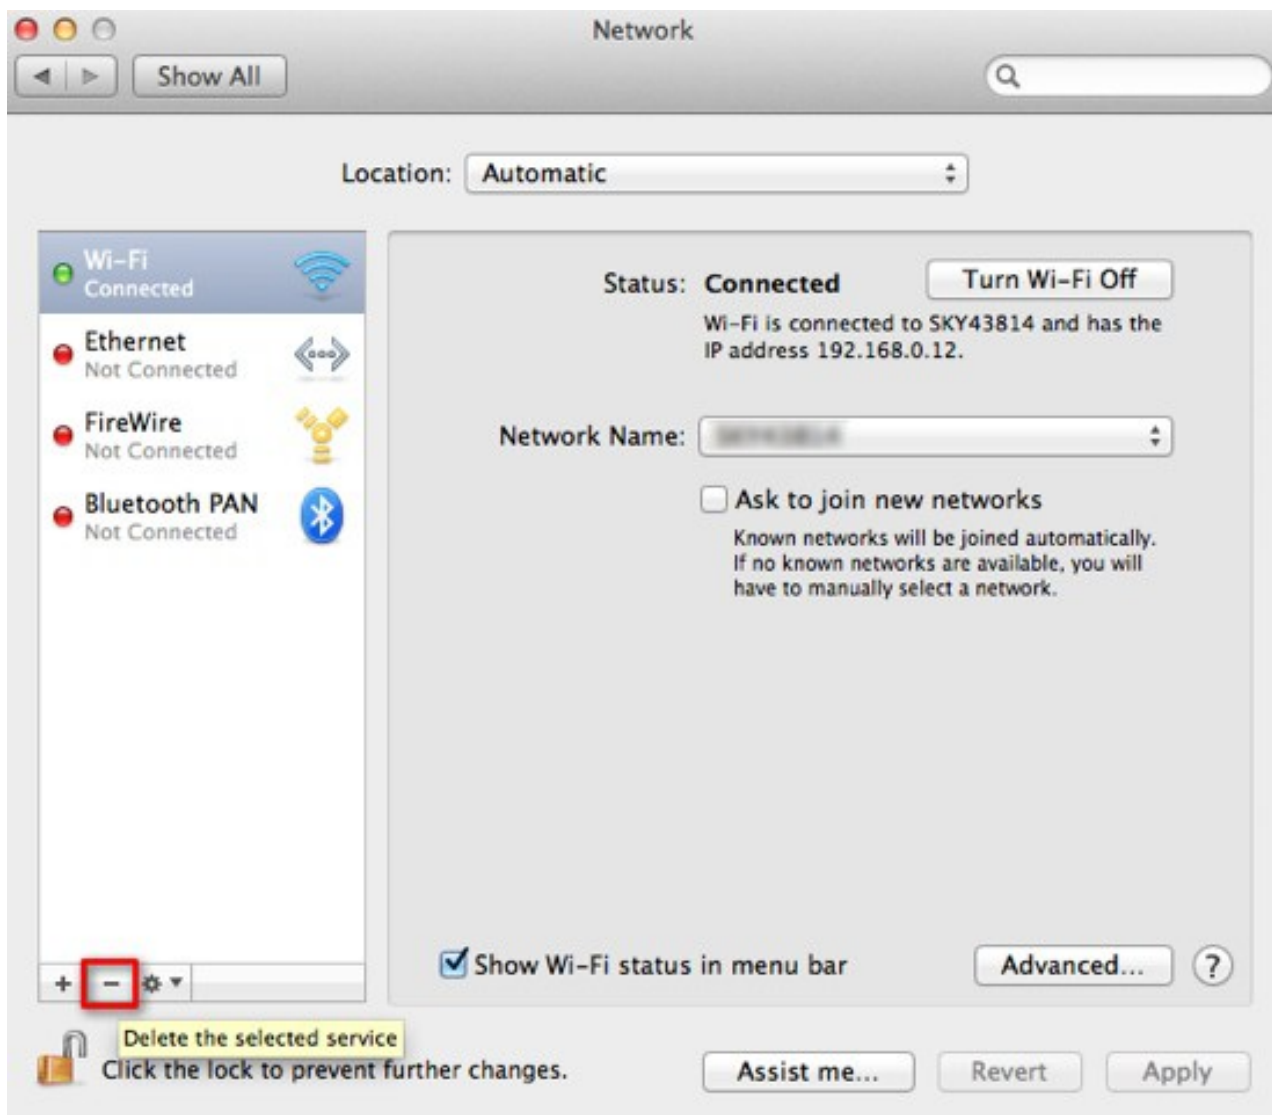 Network
Show All
Location: Automatic
Wi-Fi
Connected
Ethernet
Not Connected
FireWire
Not Connected
Bluetooth PAN
Not Connected
Status: Connected
Turn Wi-Fi Off
Wi-Fi is connected to SKY43814 and has the
IP address 192.168.0.12.
Network Name:
Ask to join new networks
Known networks will be joined automatically.
If no known networks are available, you will
have to manually select a network.
Show Wi-Fi status in menu bar
Advanced...
?
Delete the selected service
Click the lock to prevent further changes.
Assist me...
Revert
Apply